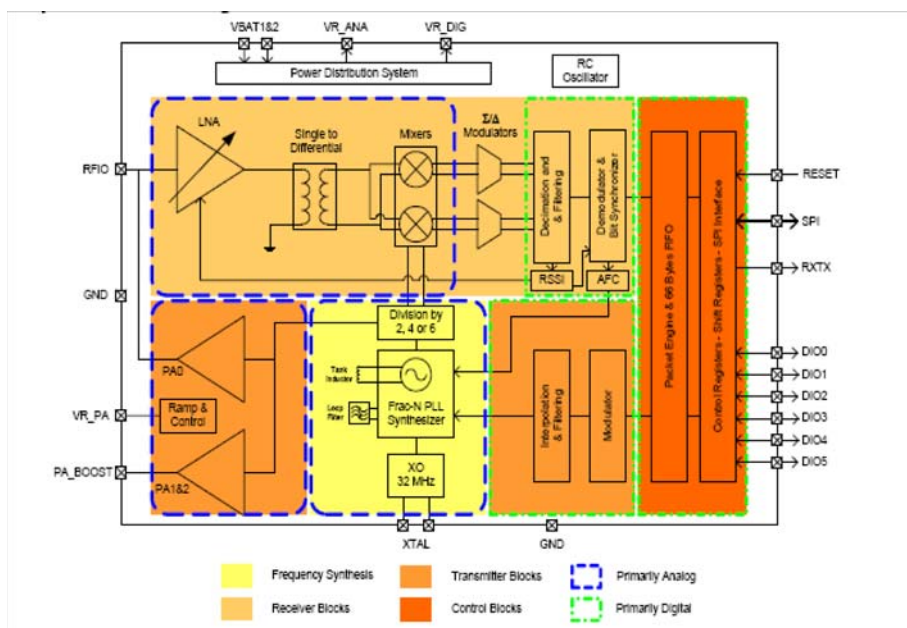 VBAT1&2
VR_ANA
VR_DIG
Power Distribution System
RC
Oscillator
LNA
Single to
Differential
Mixers
Σ/Δ
Modulators
Decimation and
& Filtering
Demodulator &
Bit Synchronizer
RSSI
AFC
Packet Engine & 66 Bytes FIFO
Control Registers - Shift Registers - SPI Interface
RFIO
GND
VR_PA
PA_BOOST
RESET
SPI
RXTX
DIO0
DIO1
DIO2
DIO3
DIO4
DIO5
Division by
2, 4 or 6
PA0
Ramp &
Control
PA1&2
Tank
Inductor
Loop
Filter
Frac-N PLL
Synthesizer
XO
32 MHz
Interpolation
& Filtering
Modulator
XTAL
GND
Frequency Synthesis
Transmitter Blocks
Primarily Analog
Receiver Blocks
Control Blocks
Primarily Digital